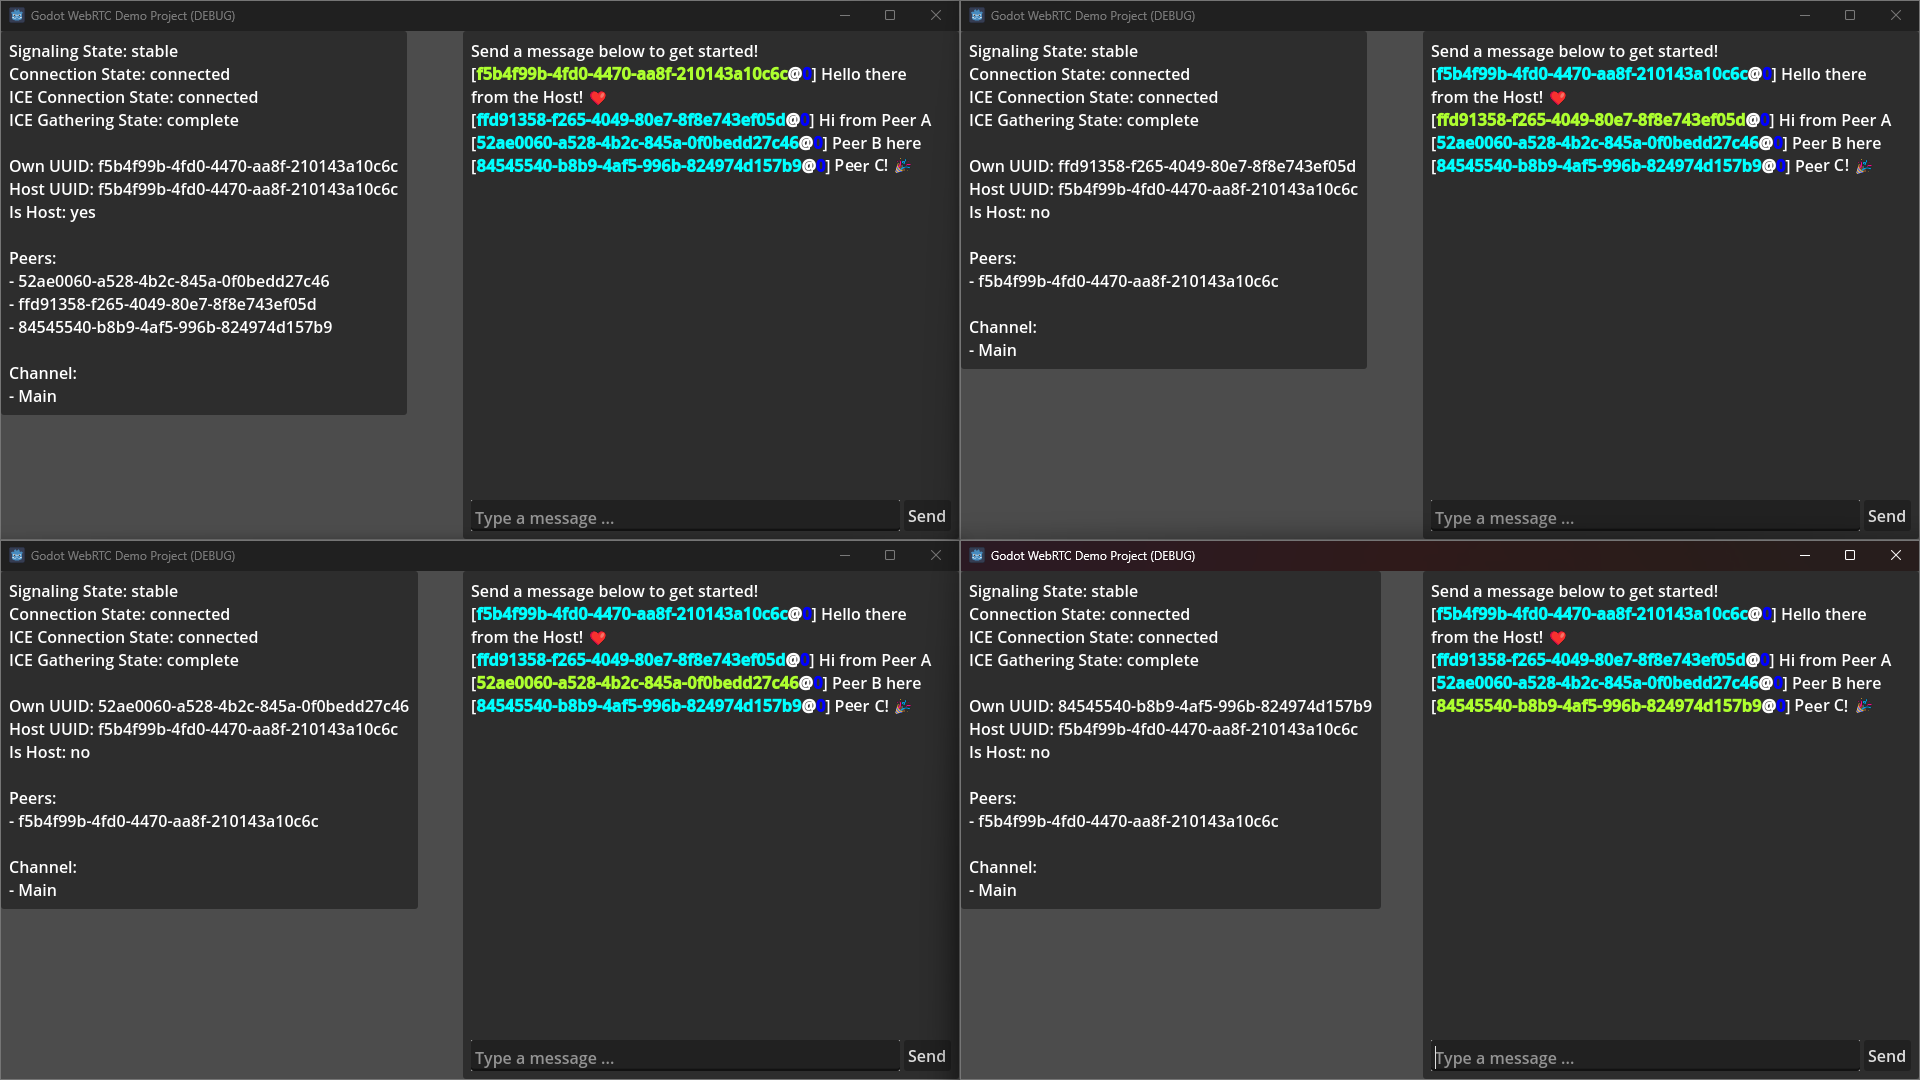 Godot WebRTC Demo Project (DEBUG)
Signaling State: stable
Connection State: connected
ICE Connection State: connected
ICE Gathering State: complete
Own UUID: f5b4f99b-4fd0-4470-aa8f-210143a10c6c
Host UUID: f5b4f99b-4fd0-4470-aa8f-210143a10c6c
Is Host: yes
Peers:
- 52ae0060-a528-4b2c-845a-0f0bedd27c46
- ffd91358-f265-4049-80e7-8f8e743ef05d
- 84545540-b8b9-4af5-996b-824974d157b9
Channel:
- Main
Send a message below to get started!
[f5b4f99b-4fd0-4470-aa8f-210143a10c6c@0] Hello there
from the Host! ❤️
[ffd91358-f265-4049-80e7-8f8e743ef05d@0] Hi from Peer A
[52ae0060-a528-4b2c-845a-0f0bedd27c46@0] Peer B here
[84545540-b8b9-4af5-996b-824974d157b9@0] Peer C! 🎉
Type a message ...
Send
Godot WebRTC Demo Project (DEBUG)
Signaling State: stable
Connection State: connected
ICE Connection State: connected
ICE Gathering State: complete
Own UUID: ffd91358-f265-4049-80e7-8f8e743ef05d
Host UUID: f5b4f99b-4fd0-4470-aa8f-210143a10c6c
Is Host: no
Peers:
- f5b4f99b-4fd0-4470-aa8f-210143a10c6c
Channel:
- Main
Send a message below to get started!
[f5b4f99b-4fd0-4470-aa8f-210143a10c6c@0] Hello there
from the Host! ❤️
[ffd91358-f265-4049-80e7-8f8e743ef05d@0] Hi from Peer A
[52ae0060-a528-4b2c-845a-0f0bedd27c46@0] Peer B here
[84545540-b8b9-4af5-996b-824974d157b9@0] Peer C! 🎉
Type a message ...
Send
Godot WebRTC Demo Project (DEBUG)
Signaling State: stable
Connection State: connected
ICE Connection State: connected
ICE Gathering State: complete
Own UUID: 52ae0060-a528-4b2c-845a-0f0bedd27c46
Host UUID: f5b4f99b-4fd0-4470-aa8f-210143a10c6c
Is Host: no
Peers:
- f5b4f99b-4fd0-4470-aa8f-210143a10c6c
Channel:
- Main
Send a message below to get started!
[f5b4f99b-4fd0-4470-aa8f-210143a10c6c@0] Hello there
from the Host! ❤️
[ffd91358-f265-4049-80e7-8f8e743ef05d@0] Hi from Peer A
[52ae0060-a528-4b2c-845a-0f0bedd27c46@0] Peer B here
[84545540-b8b9-4af5-996b-824974d157b9@0] Peer C! 🎉
Type a message ...
Send
Godot WebRTC Demo Project (DEBUG)
Signaling State: stable
Connection State: connected
ICE Connection State: connected
ICE Gathering State: complete
Own UUID: 84545540-b8b9-4af5-996b-824974d157b9
Host UUID: f5b4f99b-4fd0-4470-aa8f-210143a10c6c
Is Host: no
Peers:
- f5b4f99b-4fd0-4470-aa8f-210143a10c6c
Channel:
- Main
Send a message below to get started!
[f5b4f99b-4fd0-4470-aa8f-210143a10c6c@0] Hello there
from the Host! ❤️
[ffd91358-f265-4049-80e7-8f8e743ef05d@0] Hi from Peer A
[52ae0060-a528-4b2c-845a-0f0bedd27c46@0] Peer B here
[84545540-b8b9-4af5-996b-824974d157b9@0] Peer C! 🎉
Type a message ...
Send